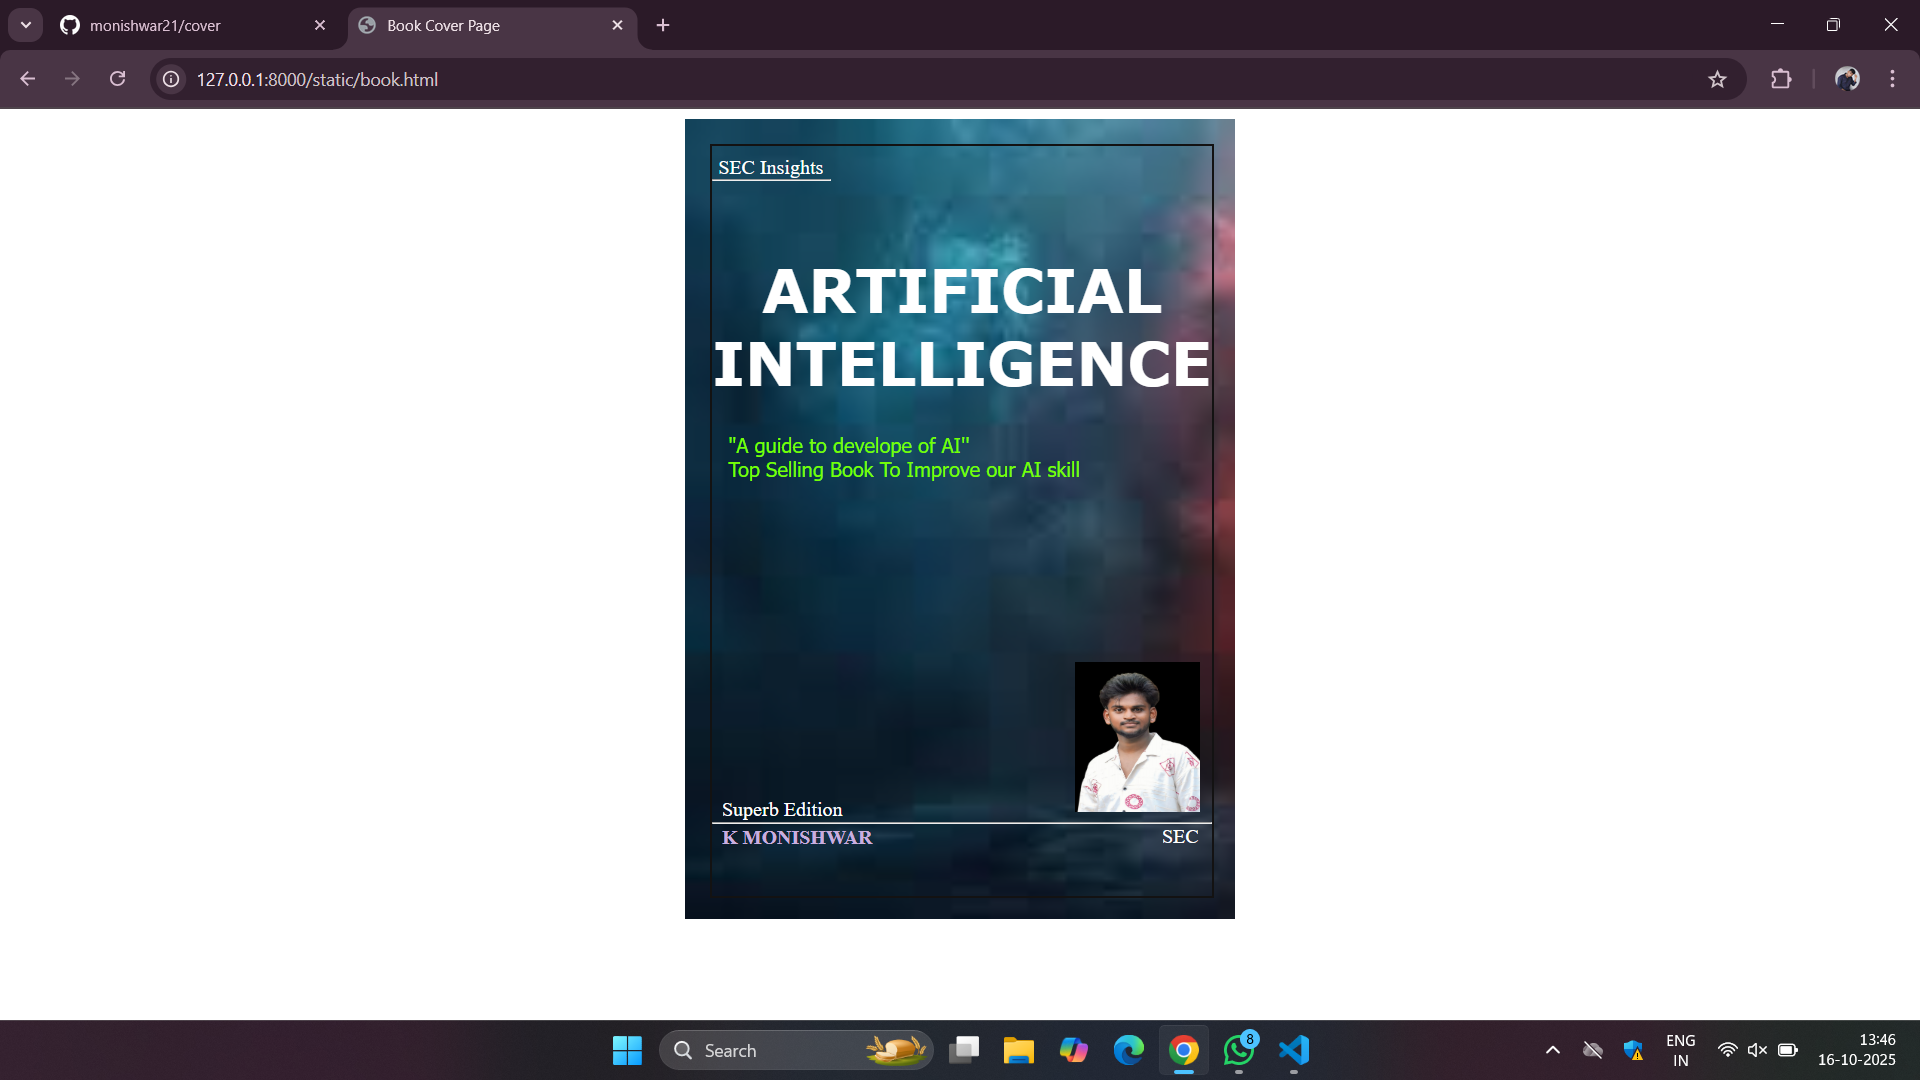 monishwar21/cover
Book Cover Page
127.0.0.1:8000/static/book.html
SEC Insights
ARTIFICIAL
INTELLIGENCE
"A guide to develope of AI"
Top Selling Book To Improve our AI skill
Superb Edition
K MONISHWAR
SEC
Search
8
ENG
IN
13:46
16-10-2025